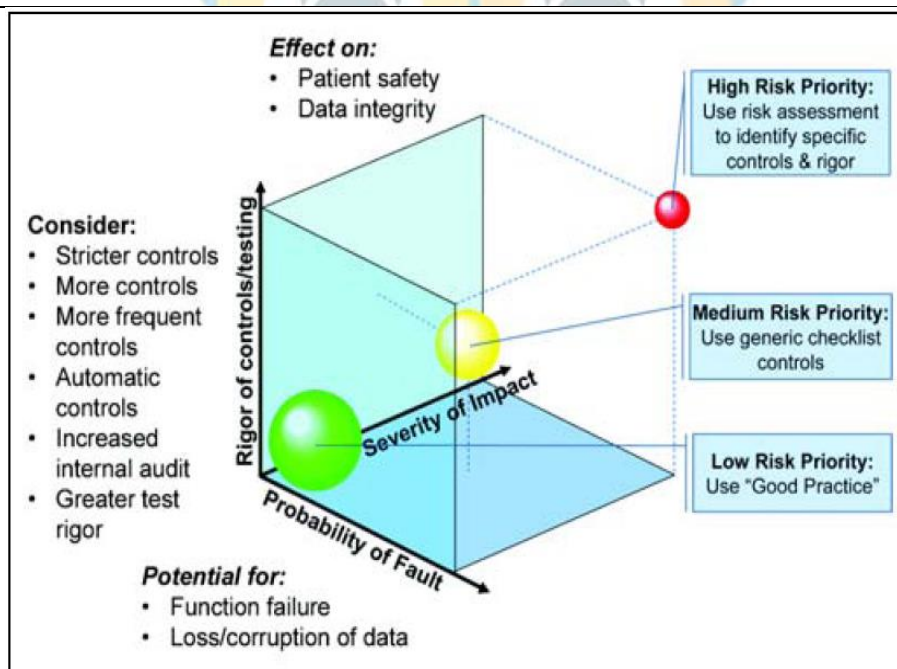 Effect on:
• Patient safety
• Data integrity
High Risk Priority:
Use risk assessment
to identify specific
controls & rigor
Consider:
• Stricter controls
• More controls
• More frequent
controls
• Automatic
controls
• Increased
internal audit
• Greater test
rigor
Rigor of controls/testing
Medium Risk Priority:
Use generic checklist
controls
Severity of Impact
Low Risk Priority:
Use “Good Practice”
Probability of Fault
Potential for:
• Function failure
• Loss/corruption of data